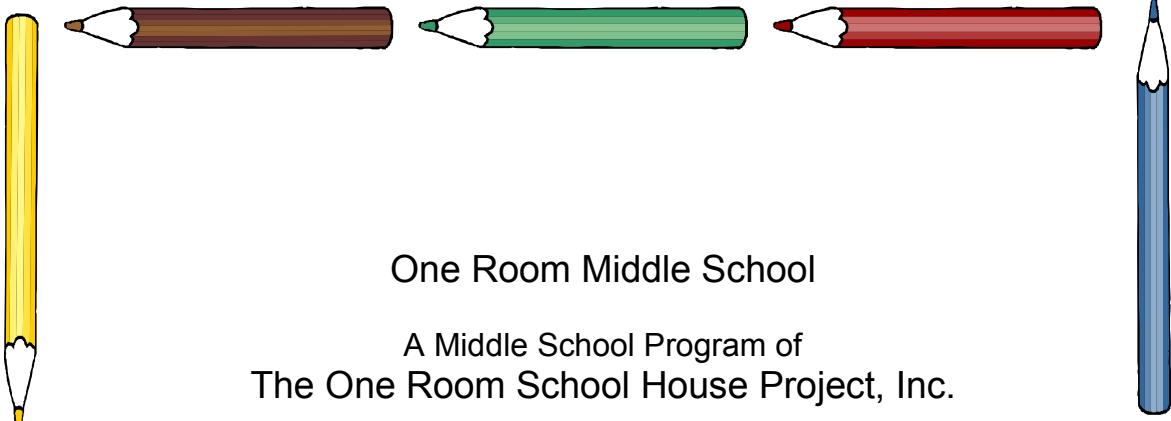 One Room Middle School
A Middle School Program of
The One Room School House Project, Inc.